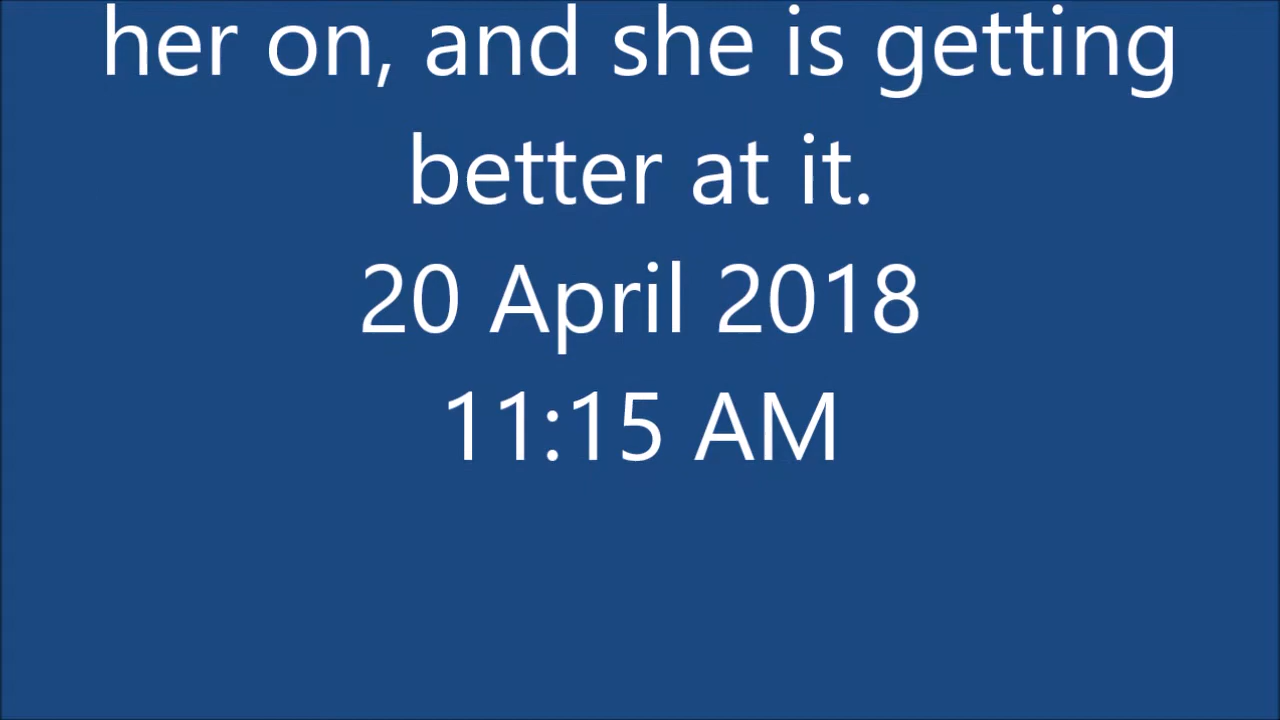 her on, and she is getting
better at it.
20 April 2018
11:15 AM